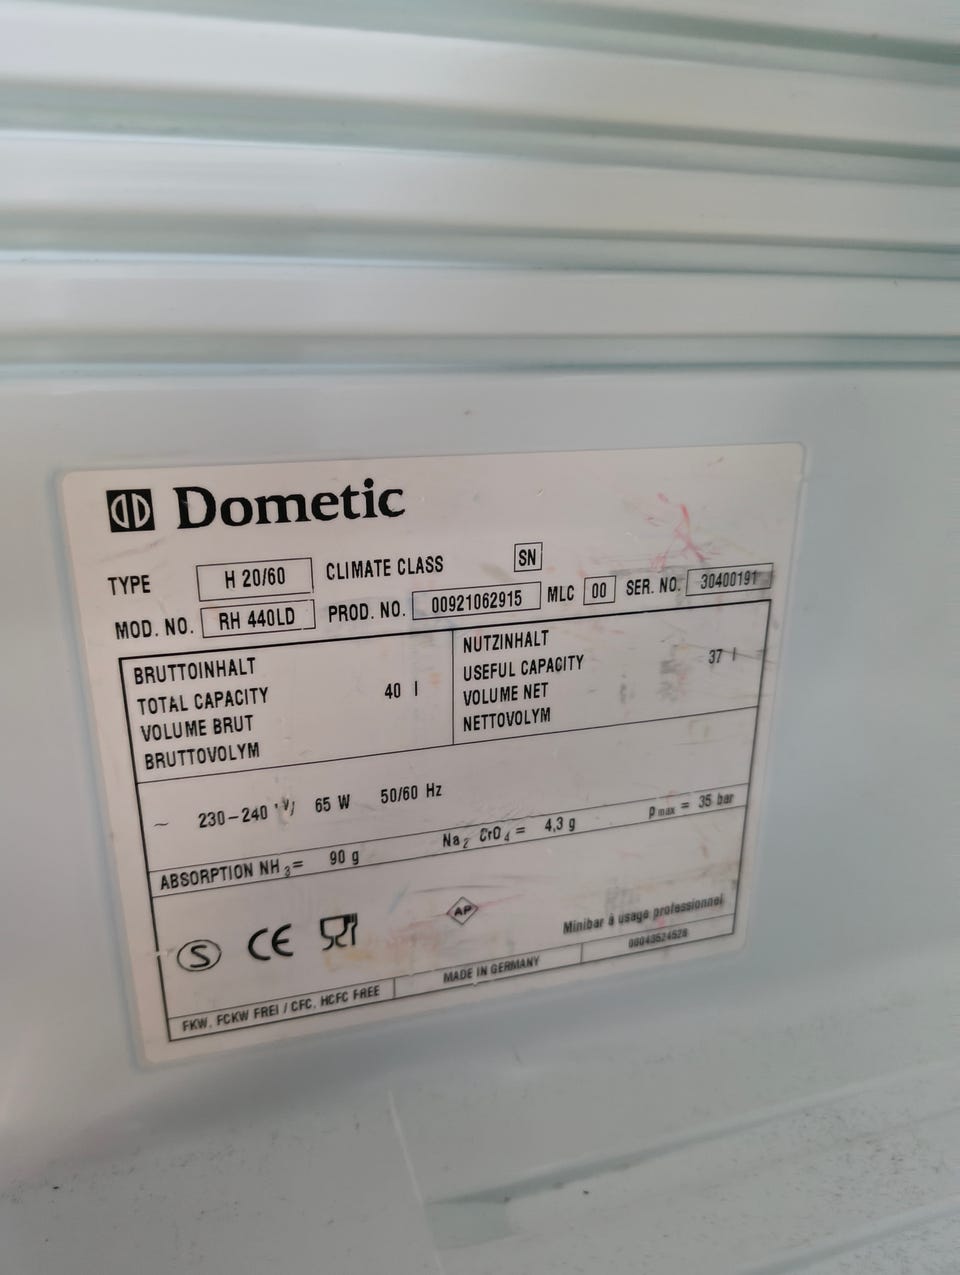 Dometic
TYPE H 20/60 CLIMATE CLASS SN
MOD. NO. RH 440LD PROD. NO. 00921062915 MLC 00 SER. NO. 30400191
BRUTTOINHALT
TOTAL CAPACITY 40 l
VOLUME BRUT
BRUTTOVOLYM
NUTZINHALT
USEFUL CAPACITY 37 l
VOLUME NET
NETTOVOLYM
~ 230-240 V 65 W 50/60 Hz
ABSORPTION NH₃= 90 g Na₂ CrO₄ = 4,3 g pmax = 35 bar
S CE AP Minibar à usage professionnel
FKW, FCKW FREI / CFC, HCFC FREE MADE IN GERMANY 00043524528